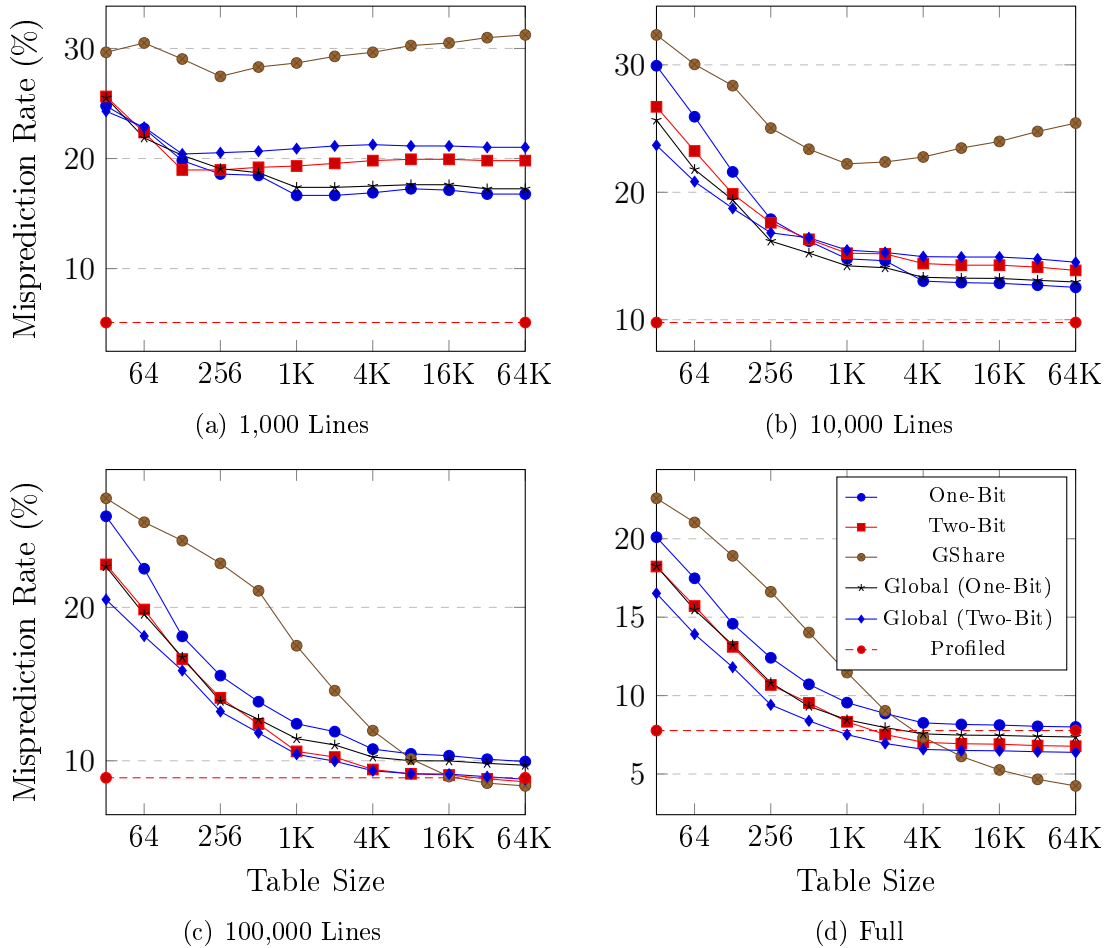 Misprediction Rate (%)
30
20
10
64 256 1K 4K 16K 64K
(a) 1,000 Lines
30
20
10
64 256 1K 4K 16K 64K
(b) 10,000 Lines
Misprediction Rate (%)
20
10
64 256 1K 4K 16K 64K
Table Size
(c) 100,000 Lines
20
15
10
5
64 256 1K 4K 16K 64K
Table Size
(d) Full
One-Bit
Two-Bit
GShare
Global (One-Bit)
Global (Two-Bit)
Profiled